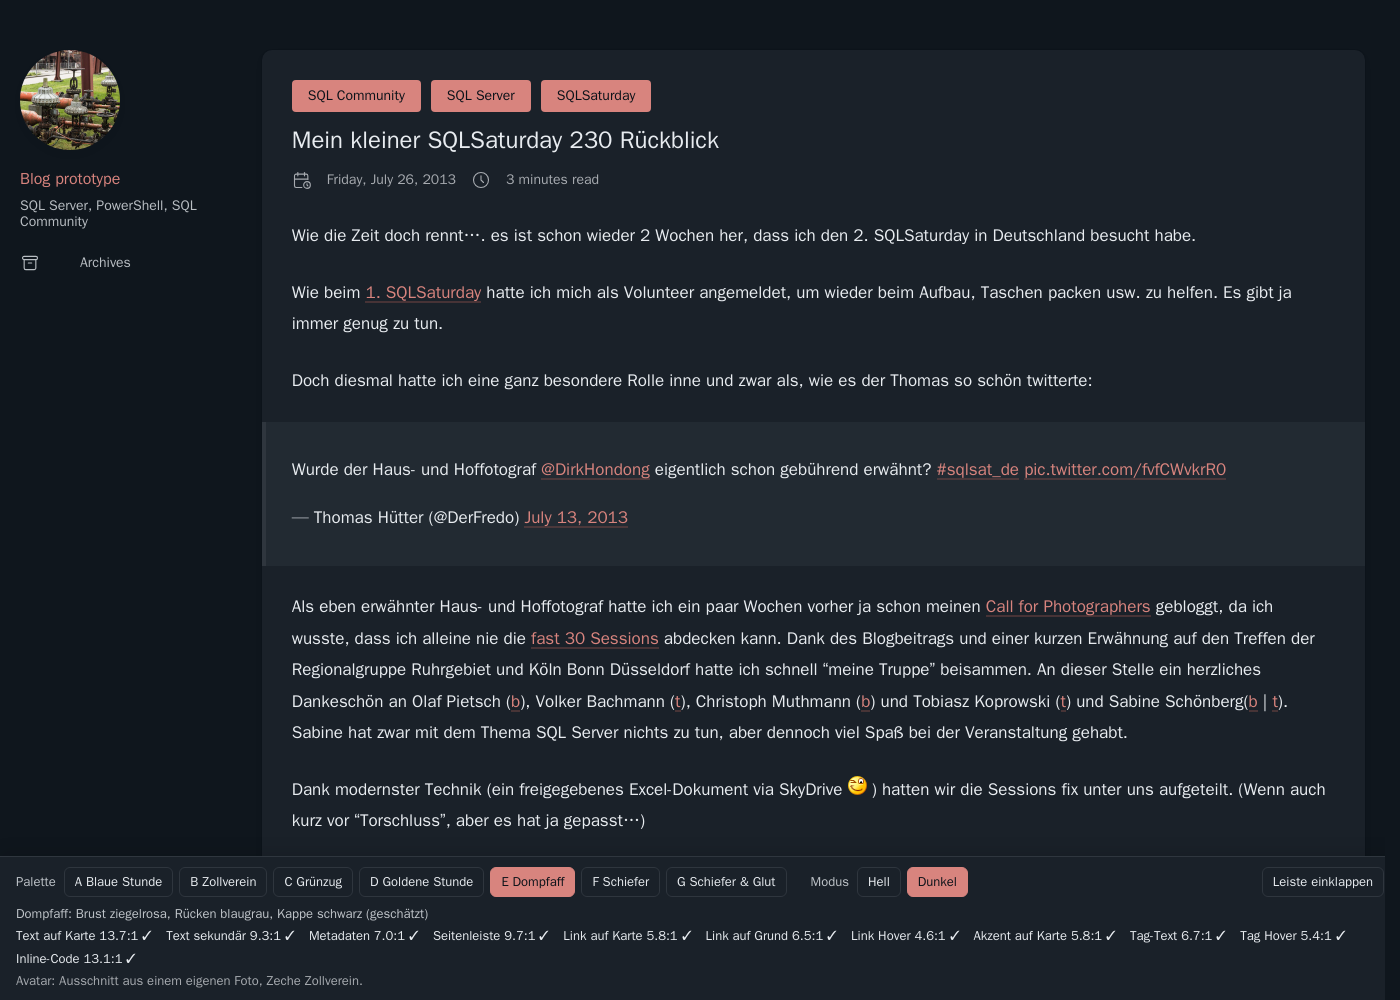 Blog prototype
SQL Server, PowerShell, SQL
Community
Archives
SQL Community SQL Server SQLSaturday
Mein kleiner SQLSaturday 230 Rückblick
Friday, July 26, 2013 3 minutes read
Wie die Zeit doch rennt…. es ist schon wieder 2 Wochen her, dass ich den 2. SQLSaturday in Deutschland besucht habe.
Wie beim 1. SQLSaturday hatte ich mich als Volunteer angemeldet, um wieder beim Aufbau, Taschen packen usw. zu helfen. Es gibt ja
immer genug zu tun.
Doch diesmal hatte ich eine ganz besondere Rolle inne und zwar als, wie es der Thomas so schön twitterte:
Wurde der Haus- und Hoffotograf @DirkHondong eigentlich schon gebührend erwähnt? #sqlsat_de pic.twitter.com/fvfCWvkrR0
— Thomas Hütter (@DerFredo) July 13, 2013
Als eben erwähnter Haus- und Hoffotograf hatte ich ein paar Wochen vorher ja schon meinen Call for Photographers gebloggt, da ich
wusste, dass ich alleine nie die fast 30 Sessions abdecken kann. Dank des Blogbeitrags und einer kurzen Erwähnung auf den Treffen der
Regionalgruppe Ruhrgebiet und Köln Bonn Düsseldorf hatte ich schnell “meine Truppe” beisammen. An dieser Stelle ein herzliches
Dankeschön an Olaf Pietsch (b), Volker Bachmann (t), Christoph Muthmann (b) und Tobiasz Koprowski (t) und Sabine Schönberg(b | t).
Sabine hat zwar mit dem Thema SQL Server nichts zu tun, aber dennoch viel Spaß bei der Veranstaltung gehabt.
Dank modernster Technik (ein freigegebenes Excel-Dokument via SkyDrive 😉 ) hatten wir die Sessions fix unter uns aufgeteilt. (Wenn auch
kurz vor “Torschluss”, aber es hat ja gepasst…)
Palette A Blaue Stunde B Zollverein C Grünzug D Goldene Stunde E Dompfaff F Schiefer G Schiefer & Glut Modus Hell Dunkel Leiste einklappen
Dompfaff: Brust ziegelrosa, Rücken blaugrau, Kappe schwarz (geschätzt)
Text auf Karte 13.7:1 ✓ Text sekundär 9.3:1 ✓ Metadaten 7.0:1 ✓ Seitenleiste 9.7:1 ✓ Link auf Karte 5.8:1 ✓ Link auf Grund 6.5:1 ✓ Link Hover 4.6:1 ✓ Akzent auf Karte 5.8:1 ✓ Tag-Text 6.7:1 ✓ Tag Hover 5.4:1 ✓
Inline-Code 13.1:1 ✓
Avatar: Ausschnitt aus einem eigenen Foto, Zeche Zollverein.